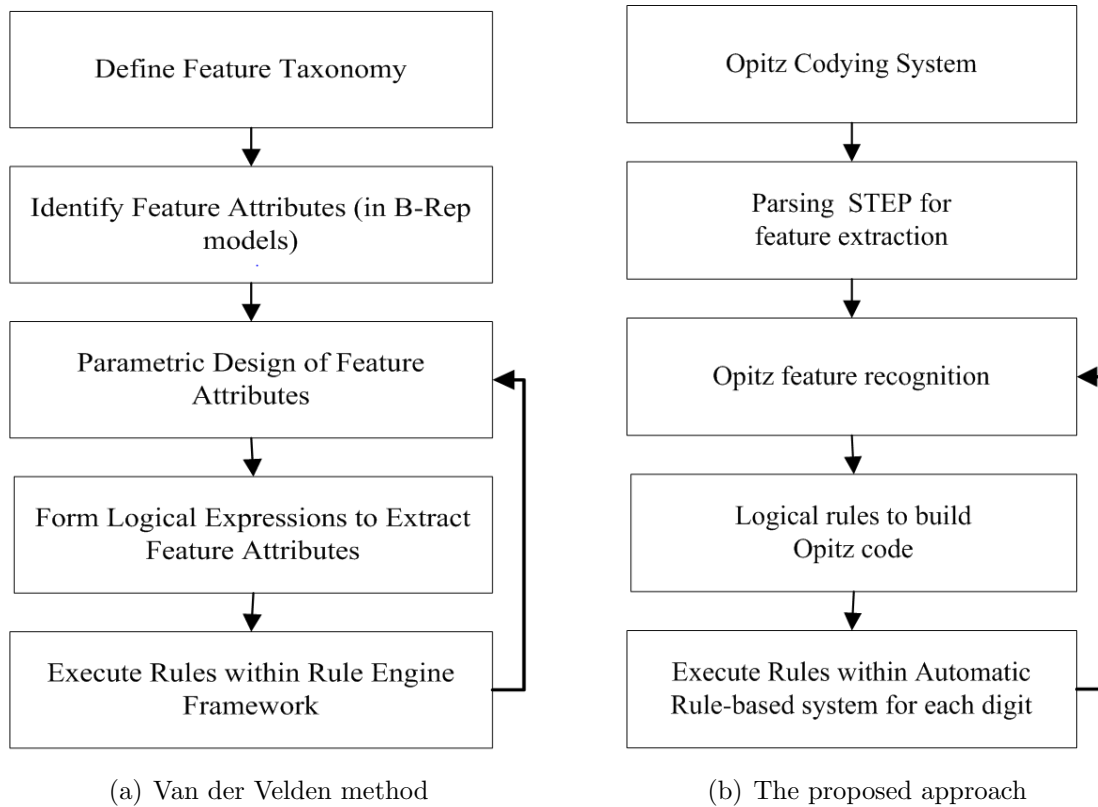 Define Feature Taxonomy
Identify Feature Attributes (in B-Rep
models)
Parametric Design of Feature
Attributes
Form Logical Expressions to Extract
Feature Attributes
Execute Rules within Rule Engine
Framework
(a) Van der Velden method
Opitz Codying System
Parsing STEP for
feature extraction
Opitz feature recognition
Logical rules to build
Opitz code
Execute Rules within Automatic
Rule-based system for each digit
(b) The proposed approach